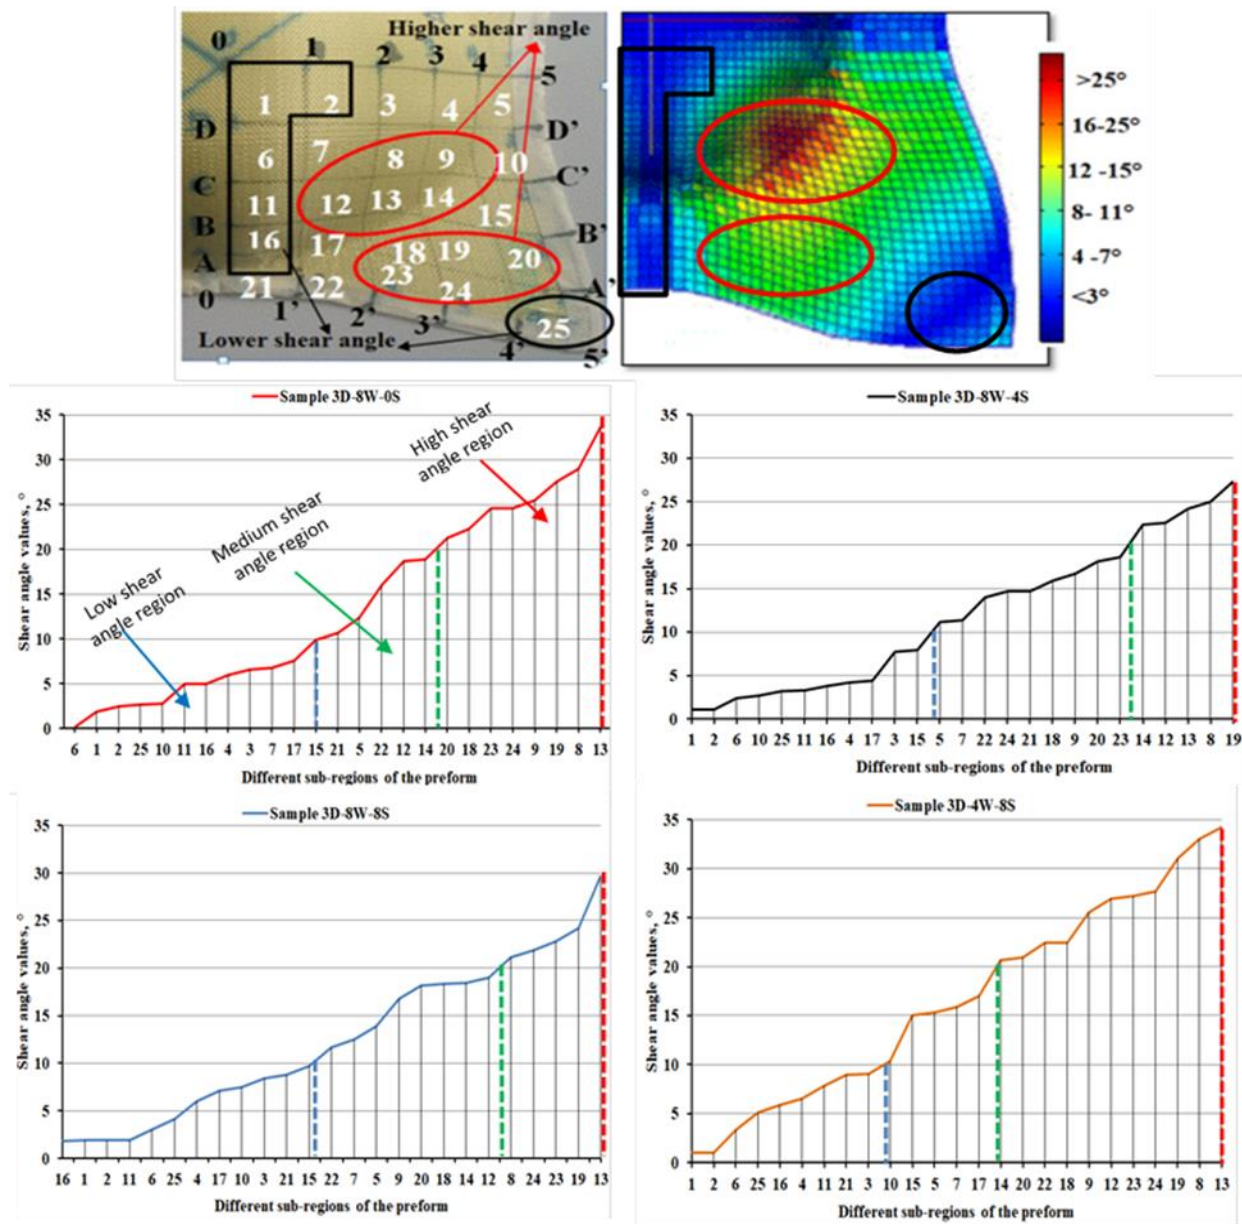 Higher shear angle
0 1 2 3 4 5
1 2 3 4 5
D D’
6 7 8 9 10
C C’
11 12 13 14 15
B B’
16 17 18 19 20
A A’
21 22 23 24 25
0 1’ 2’ 3’ 4’ 5’
Lower shear angle
>25°
16-25°
12 -15°
8- 11°
4 -7°
<3°
Sample 3D-8W-0S
Shear angle values, °
35
30
25
20
15
10
5
0
Low shear
angle region
Medium shear
angle region
High shear
angle region
6 1 2 25 10 11 16 4 3 7 17 15 21 5 22 12 14 20 18 23 24 9 19 8 13
Different sub-regions of the preform
Sample 3D-8W-4S
Shear angle values, °
35
30
25
20
15
10
5
0
1 2 6 10 25 11 16 4 17 3 15 5 7 22 24 21 18 9 20 23 14 12 13 8 19
Different sub-regions of the preform
Sample 3D-8W-8S
Shear angle values, °
35
30
25
20
15
10
5
0
16 1 2 11 6 25 4 17 10 3 21 15 22 7 5 9 20 18 14 12 8 24 23 19 13
Different sub-regions of the preform
Sample 3D-4W-8S
Shear angle values, °
35
30
25
20
15
10
5
0
1 2 6 25 16 4 11 21 3 10 15 5 7 17 14 20 22 18 9 12 23 24 19 8 13
Different sub-regions of the preform